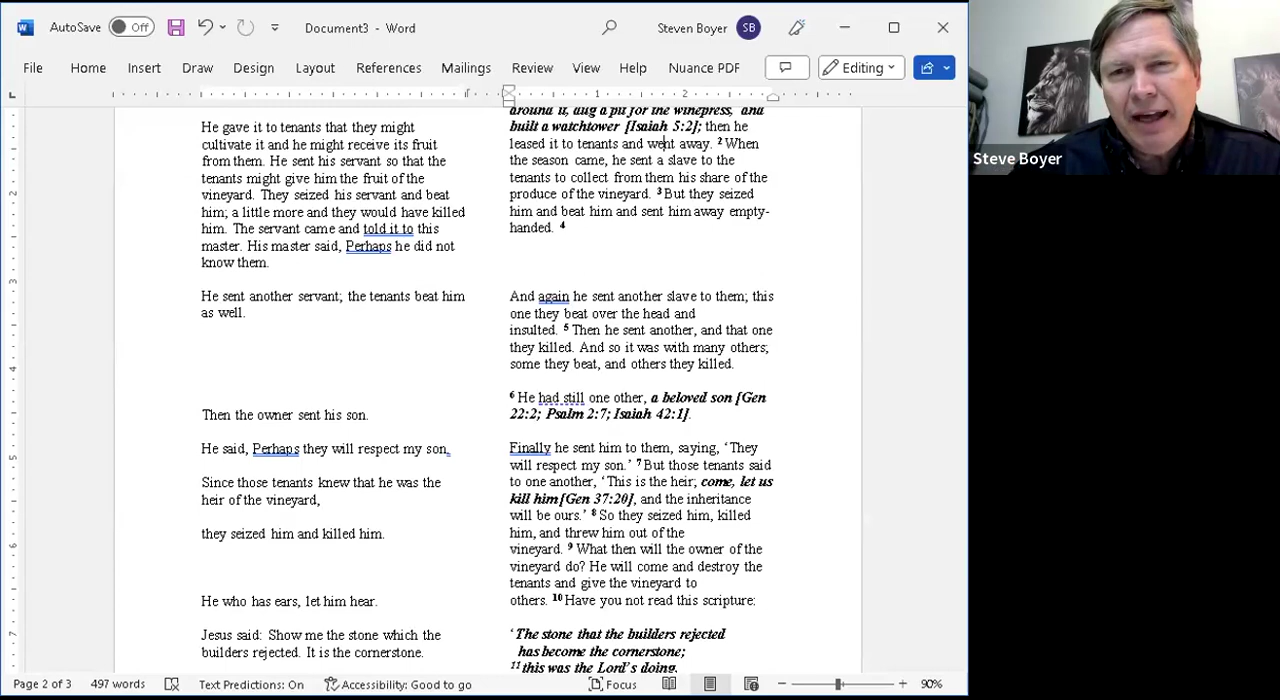 AutoSave Off Document3 - Word Steven Boyer SB
File Home Insert Draw Design Layout References Mailings Review View Help Nuance PDF Editing
Steve Boyer
He gave it to tenants that they might
cultivate it and he might receive its fruit
from them. He sent his servant so that the
tenants might give him the fruit of the
vineyard. They seized his servant and beat
him; a little more and they would have killed
him. The servant came and told it to this
master. His master said, Perhaps he did not
know them.
He sent another servant; the tenants beat him
as well.
Then the owner sent his son.
He said, Perhaps they will respect my son,
Since those tenants knew that he was the
heir of the vineyard,
they seized him and killed him.
He who has ears, let him hear.
Jesus said: Show me the stone which the
builders rejected. It is the cornerstone.
around it, dug a pit for the winepress, and
built a watchtower [Isaiah 5:2]; then he
leased it to tenants and went away. 2 When
the season came, he sent a slave to the
tenants to collect from them his share of the
produce of the vineyard. 3 But they seized
him and beat him and sent him away empty-
handed. 4
And again he sent another slave to them; this
one they beat over the head and
insulted. 5 Then he sent another, and that one
they killed. And so it was with many others;
some they beat, and others they killed.
6 He had still one other, a beloved son [Gen
22:2; Psalm 2:7; Isaiah 42:1].
Finally he sent him to them, saying, ‘They
will respect my son.’ 7 But those tenants said
to one another, ‘This is the heir; come, let us
kill him [Gen 37:20], and the inheritance
will be ours.’ 8 So they seized him, killed
him, and threw him out of the
vineyard. 9 What then will the owner of the
vineyard do? He will come and destroy the
tenants and give the vineyard to
others. 10 Have you not read this scripture:
‘The stone that the builders rejected
has become the cornerstone;
11 this was the Lord’s doing,
Page 2 of 3 497 words Text Predictions: On Accessibility: Good to go Focus 90%